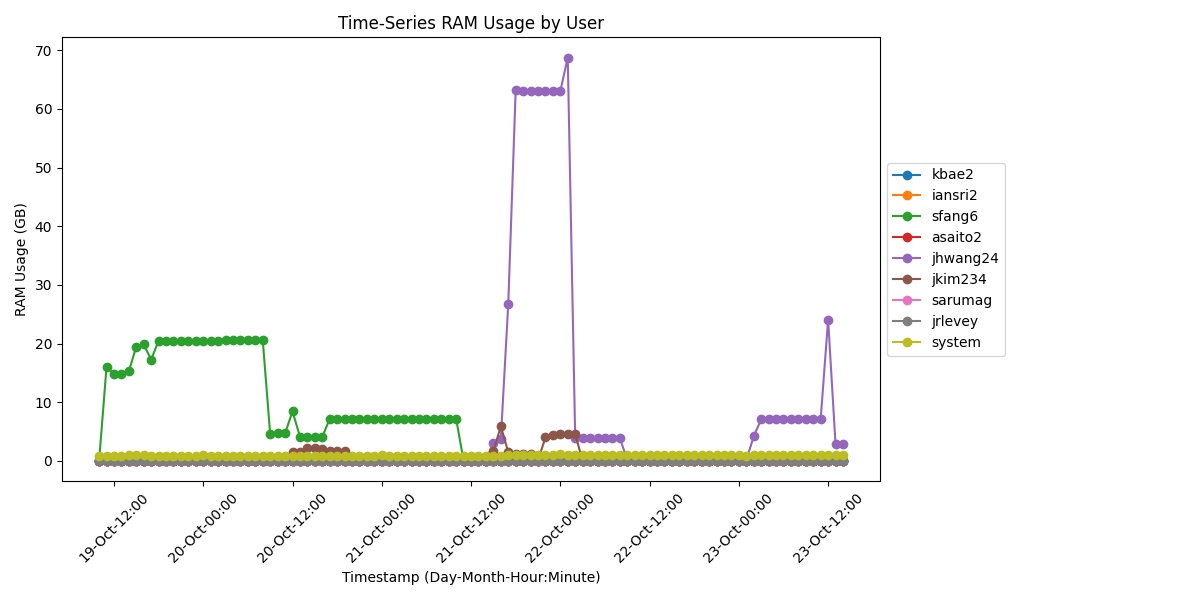 Time-Series RAM Usage by User
RAM Usage (GB)
70
60
50
40
30
20
10
0
19-Oct-12:00
20-Oct-00:00
20-Oct-12:00
21-Oct-00:00
21-Oct-12:00
22-Oct-00:00
22-Oct-12:00
23-Oct-00:00
23-Oct-12:00
Timestamp (Day-Month-Hour:Minute)
kbae2
iansri2
sfang6
asaito2
jhwang24
jkim234
sarumag
jrlevey
system